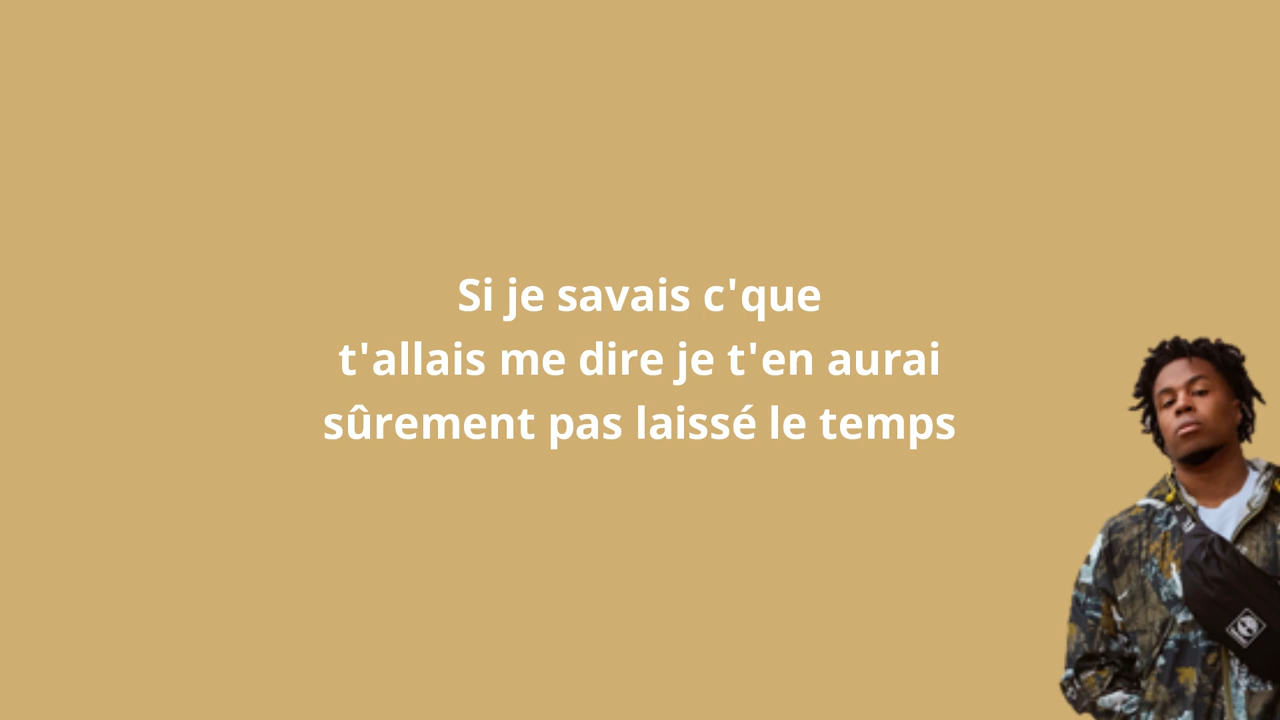 Si je savais c'que
t'allais me dire je t'en aurai
sûrement pas laissé le temps